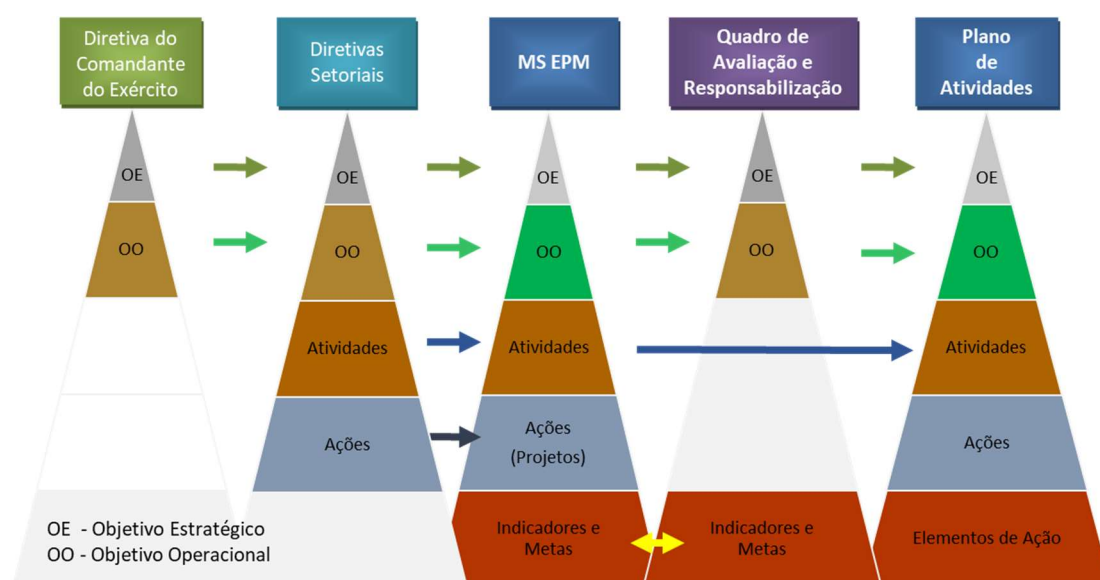 Diretiva do
Comandante
do Exército
Diretivas
Setoriais
MS EPM
Quadro de
Avaliação e
Responsabilização
Plano
de
Atividades
OE
OE
OE
OE
OE
OO
OO
OO
OO
OO
Atividades
Atividades
Atividades
Ações
Ações
(Projetos)
Ações
OE - Objetivo Estratégico
OO - Objetivo Operacional
Indicadores e
Metas
Indicadores e
Metas
Elementos de Ação